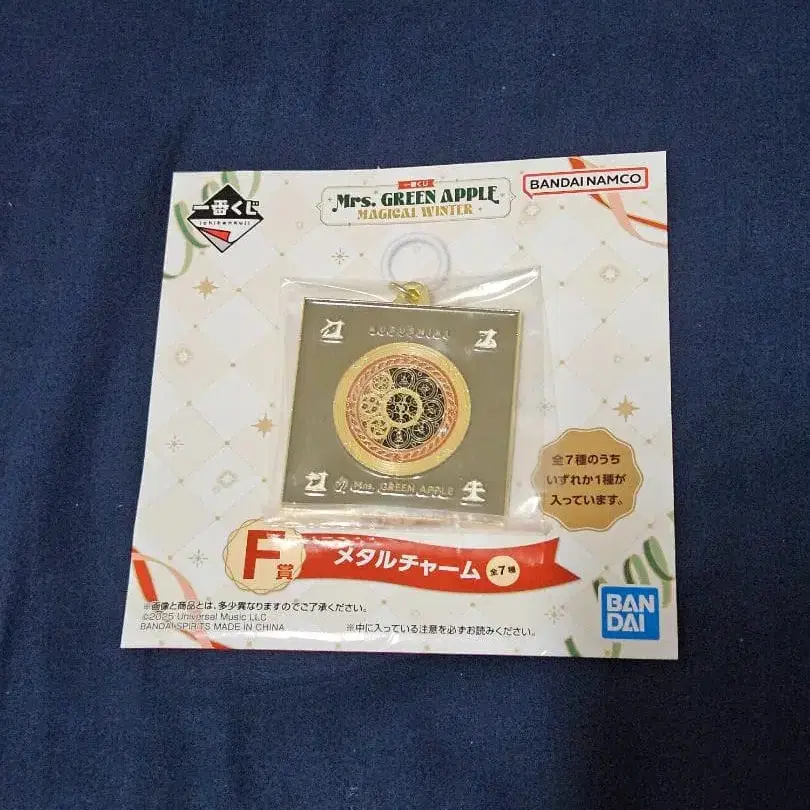 一番くじ
ichibankuji
一番くじ
Mrs. GREEN APPLE
MAGICAL WINTER
BANDAI NAMCO
Mrs. GREEN APPLE
全7種のうち
いずれか1種が
入っています。
F賞
メタルチャーム
全7種
※画像と商品とは、多少異なりますのでご了承ください。
©2025 Universal Music LLC
BANDAI SPIRITS MADE IN CHINA
※中に入っている注意を必ずお読みください。
BAN
DAI